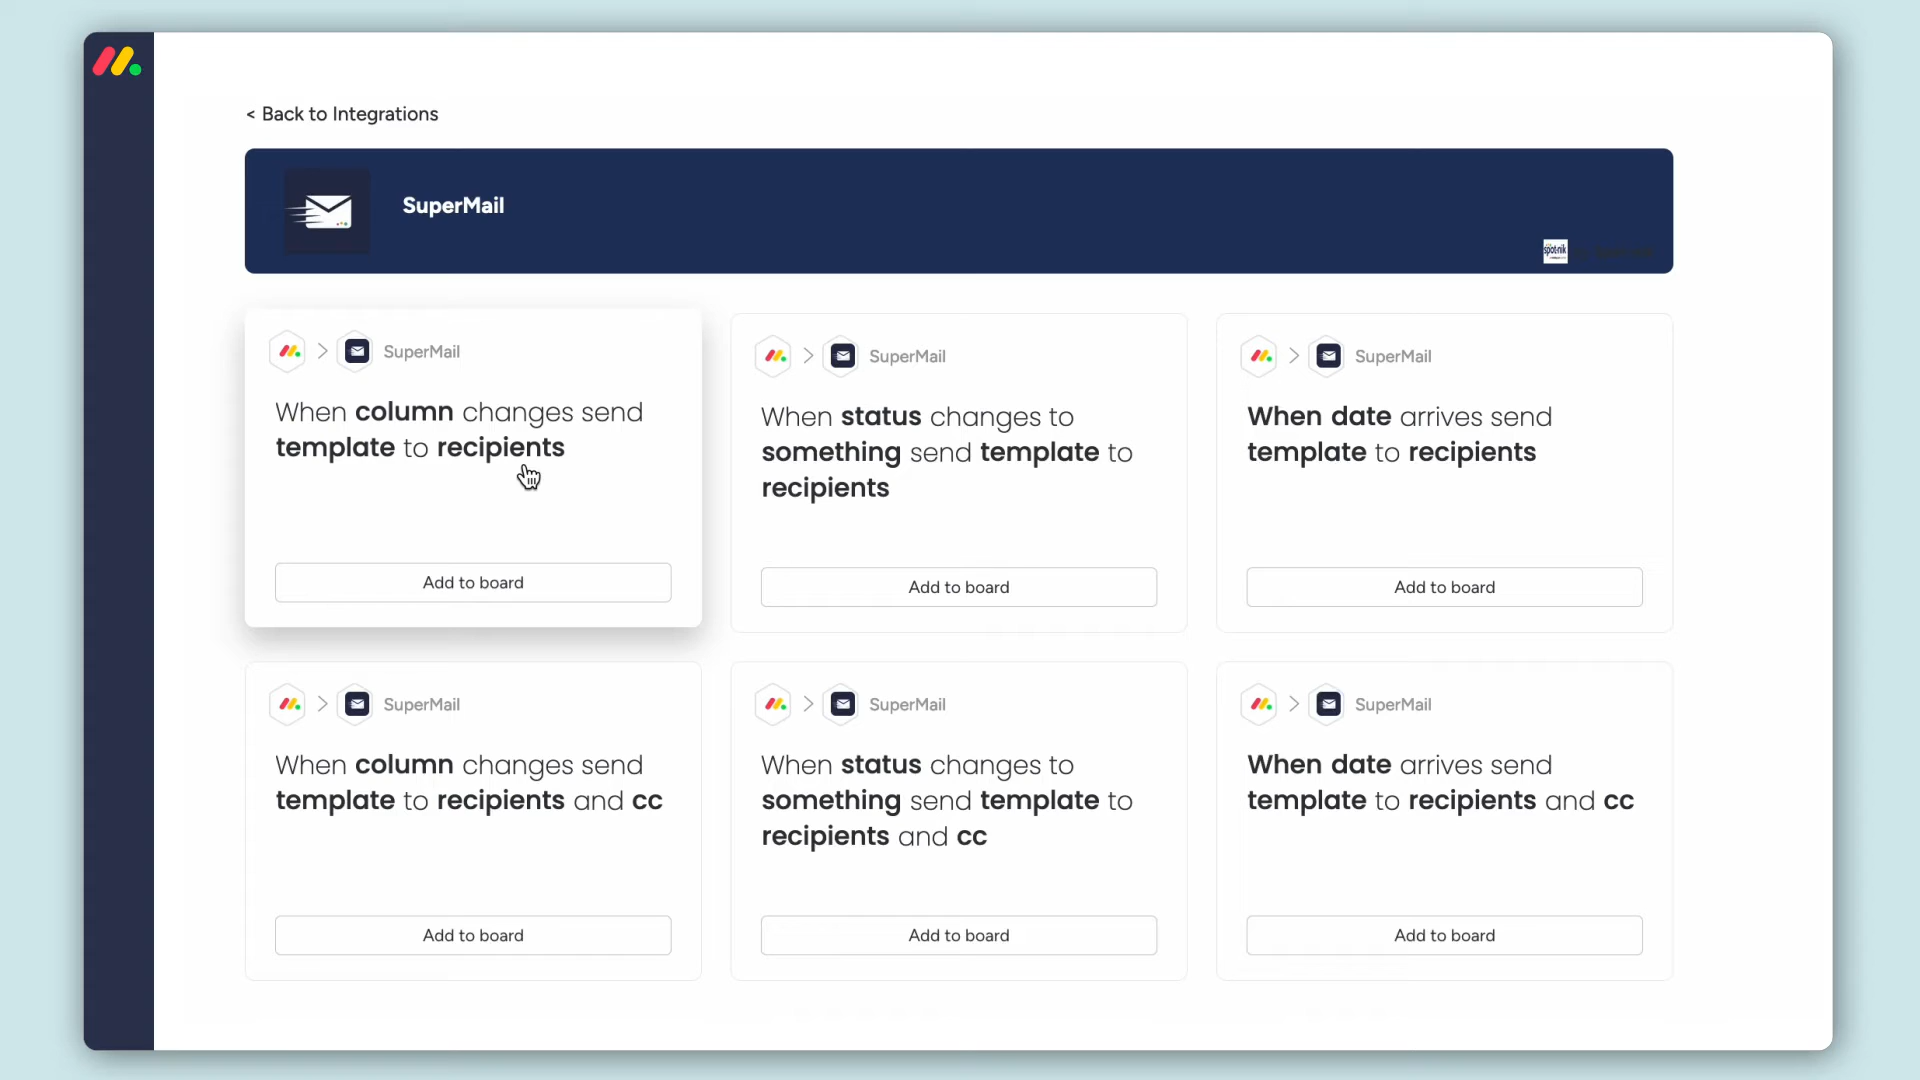 < Back to Integrations
SuperMail
spot-nik
SuperMail
When column changes send
template to recipients
Add to board
SuperMail
When status changes to
something send template to
recipients
Add to board
SuperMail
When date arrives send
template to recipients
Add to board
SuperMail
When column changes send
template to recipients and cc
Add to board
SuperMail
When status changes to
something send template to
recipients and cc
Add to board
SuperMail
When date arrives send
template to recipients and cc
Add to board